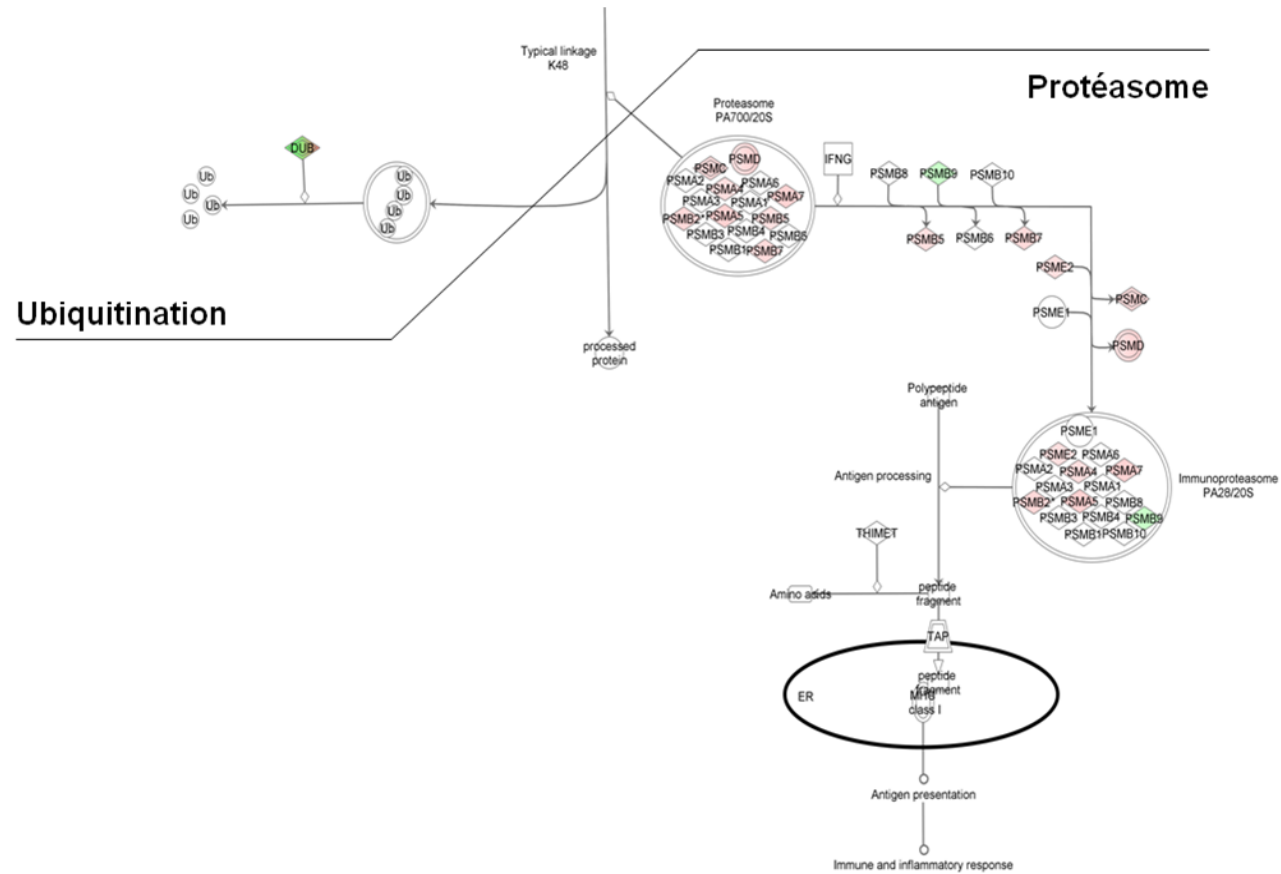 Typical linkage
K48
Protéasome
Proteasome
PA700/20S
DUB
Ub
Ub
Ub
Ub
Ub
Ub
Ub
Ub
PSMC
PSMD
PSMA2
PSMA4
PSMA6
PSMA3
PSMA1
PSMA7
PSMB2*
PSMA5
PSMB5
PSMB3
PSMB4
PSMB6
PSMB1
PSMB7
IFNG
PSMB8
PSMB9
PSMB10
PSMB5
PSMB6
PSMB7
PSME2
PSMC
PSME1
PSMD
Ubiquitination
processed
protein
Polypeptide
antigen
Antigen processing
PSME1
PSME2
PSMA6
PSMA2
PSMA4
PSMA7
PSMA3
PSMA1
PSMB2*
PSMA5
PSMB8
PSMB3
PSMB4
PSMB9
PSMB1
PSMB10
Immunoproteasome
PA28/20S
THIMET
Amino acids
peptide
fragment
TAP
ER
peptide
fragment
MHC
class I
Antigen presentation
Immune and inflammatory response